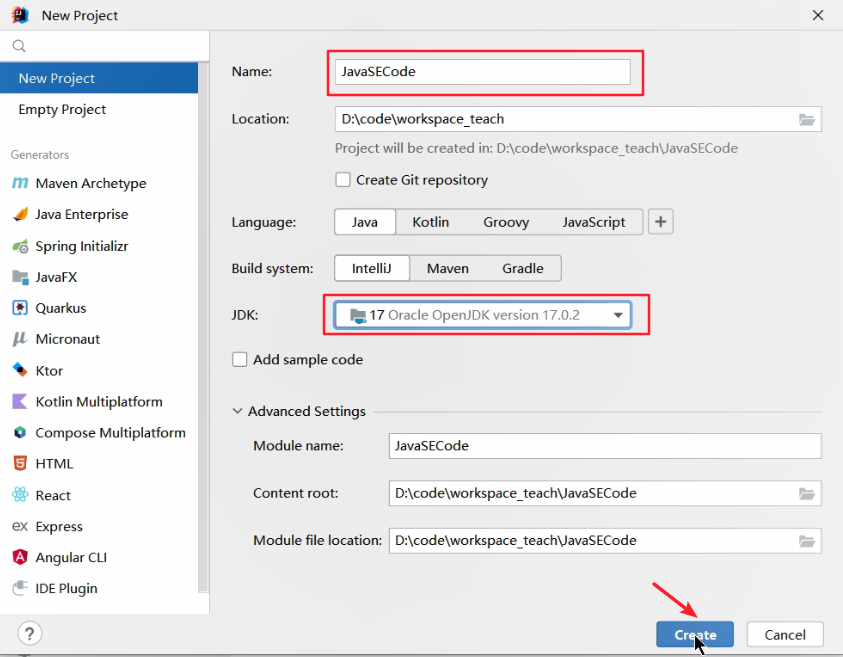 New Project
New Project
Empty Project
Generators
Maven Archetype
Java Enterprise
Spring Initializr
JavaFX
Quarkus
Micronaut
Ktor
Kotlin Multiplatform
Compose Multiplatform
HTML
React
ex Express
Angular CLI
IDE Plugin
Name: JavaSECode
Location: D:\code\workspace_teach
Project will be created in: D:\code\workspace_teach\JavaSECode
Create Git repository
Language: Java Kotlin Groovy JavaScript +
Build system: IntelliJ Maven Gradle
JDK: 17 Oracle OpenJDK version 17.0.2
Add sample code
Advanced Settings
Module name: JavaSECode
Content root: D:\code\workspace_teach\JavaSECode
Module file location: D:\code\workspace_teach\JavaSECode
? Create Cancel